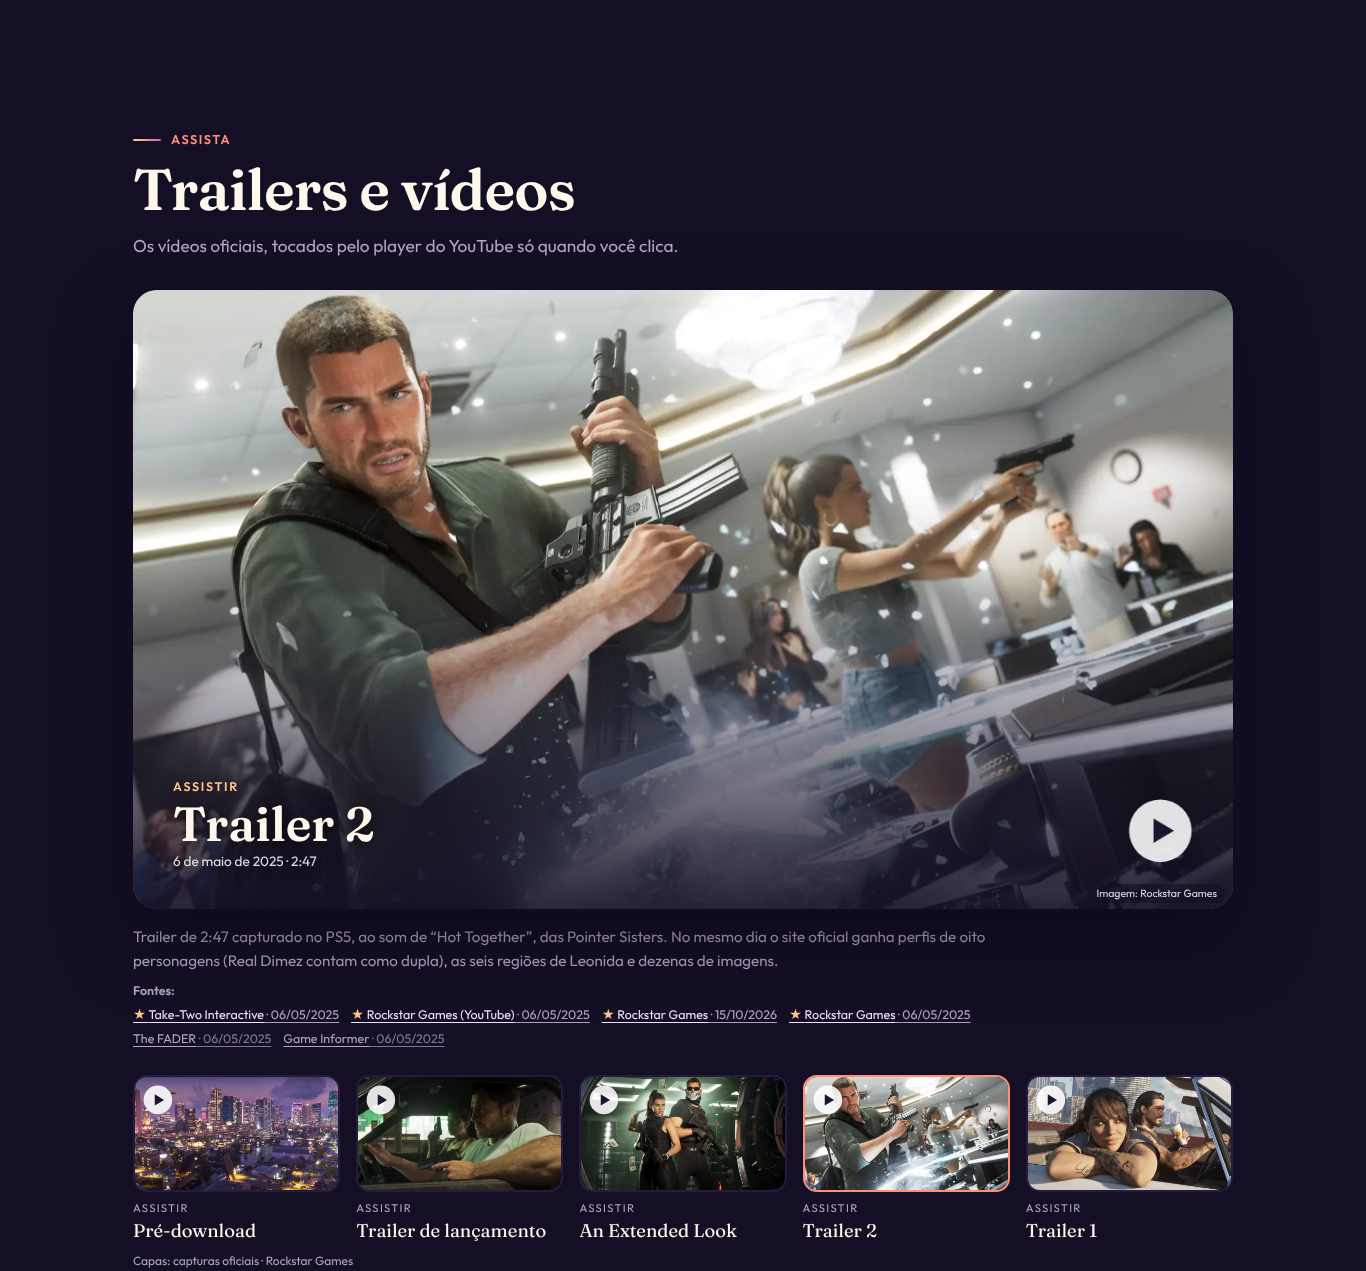 ASSISTA
Trailers e vídeos
Os vídeos oficiais, tocados pelo player do YouTube só quando você clica.
ASSISTIR
Trailer 2
6 de maio de 2025 · 2:47
Imagem: Rockstar Games
Trailer de 2:47 capturado no PS5, ao som de “Hot Together”, das Pointer Sisters. No mesmo dia o site oficial ganha perfis de oito
personagens (Real Dimez contam como dupla), as seis regiões de Leonida e dezenas de imagens.
Fontes:
★ Take-Two Interactive · 06/05/2025 ★ Rockstar Games (YouTube) · 06/05/2025 ★ Rockstar Games · 15/10/2026 ★ Rockstar Games · 06/05/2025
The FADER · 06/05/2025 Game Informer · 06/05/2025
ASSISTIR ASSISTIR ASSISTIR ASSISTIR ASSISTIR
Pré-download Trailer de lançamento An Extended Look Trailer 2 Trailer 1
Capas: capturas oficiais · Rockstar Games